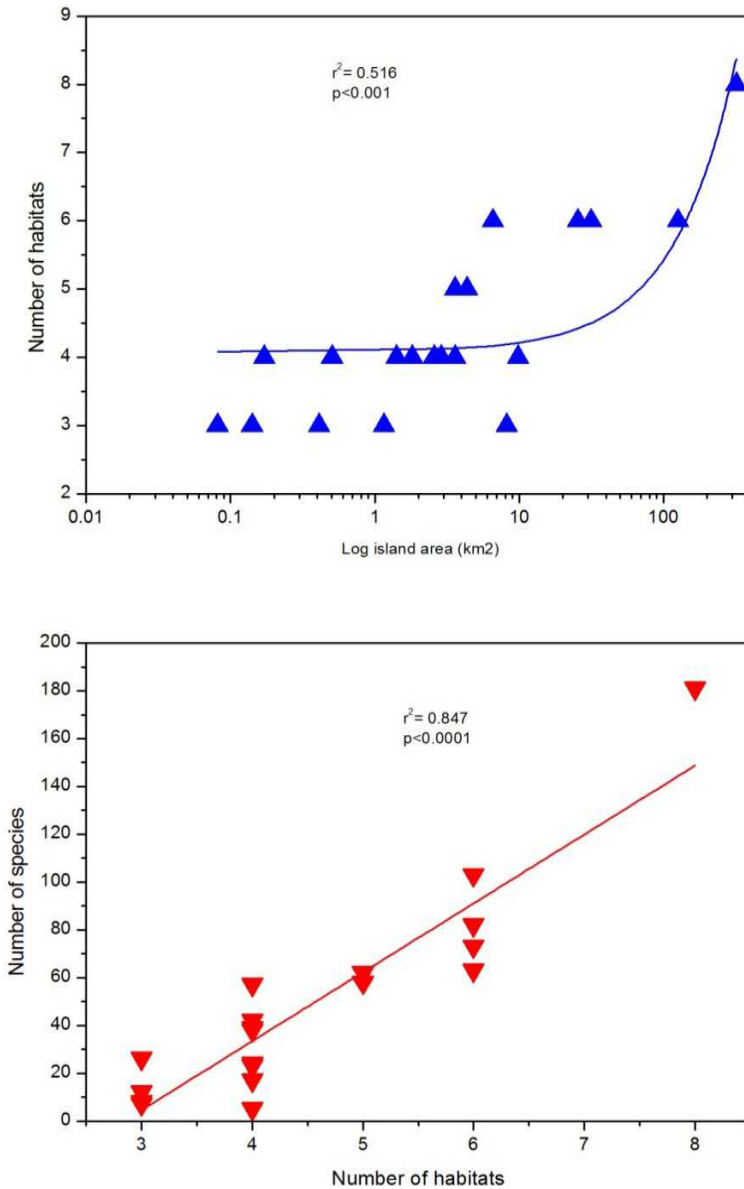 9
8
7
6
5
4
3
2
Number of habitats
r²= 0.516
p<0.001
0.01 0.1 1 10 100
Log island area (km2)
200
180
160
140
120
100
80
60
40
20
0
Number of species
r²= 0.847
p<0.0001
3 4 5 6 7 8
Number of habitats